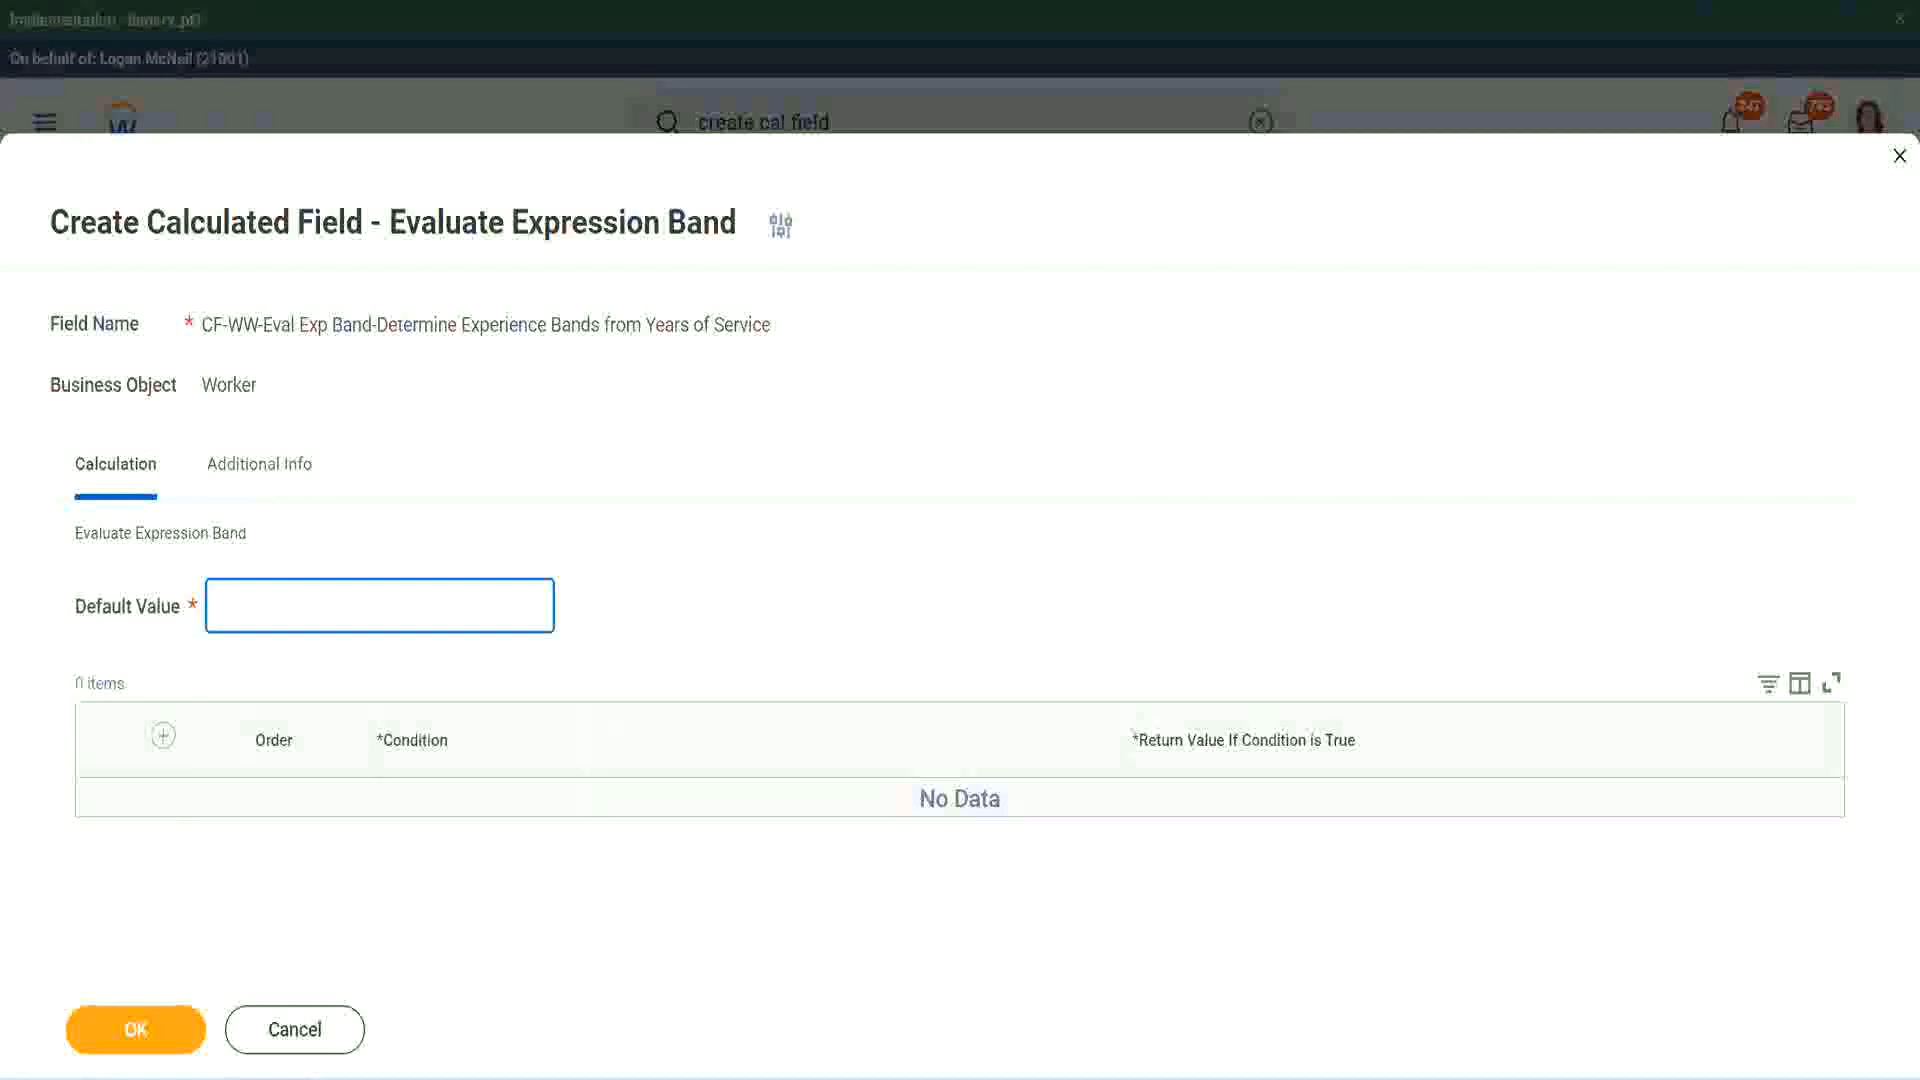 On behalf of: Logan McNeil (21001)
create cal field
247
Create Calculated Field - Evaluate Expression Band
Field Name * CF-WW-Eval Exp Band-Determine Experience Bands from Years of Service
Business Object Worker
Calculation Additional Info
Evaluate Expression Band
Default Value *
0 items
Order *Condition *Return Value If Condition is True
No Data
OK Cancel